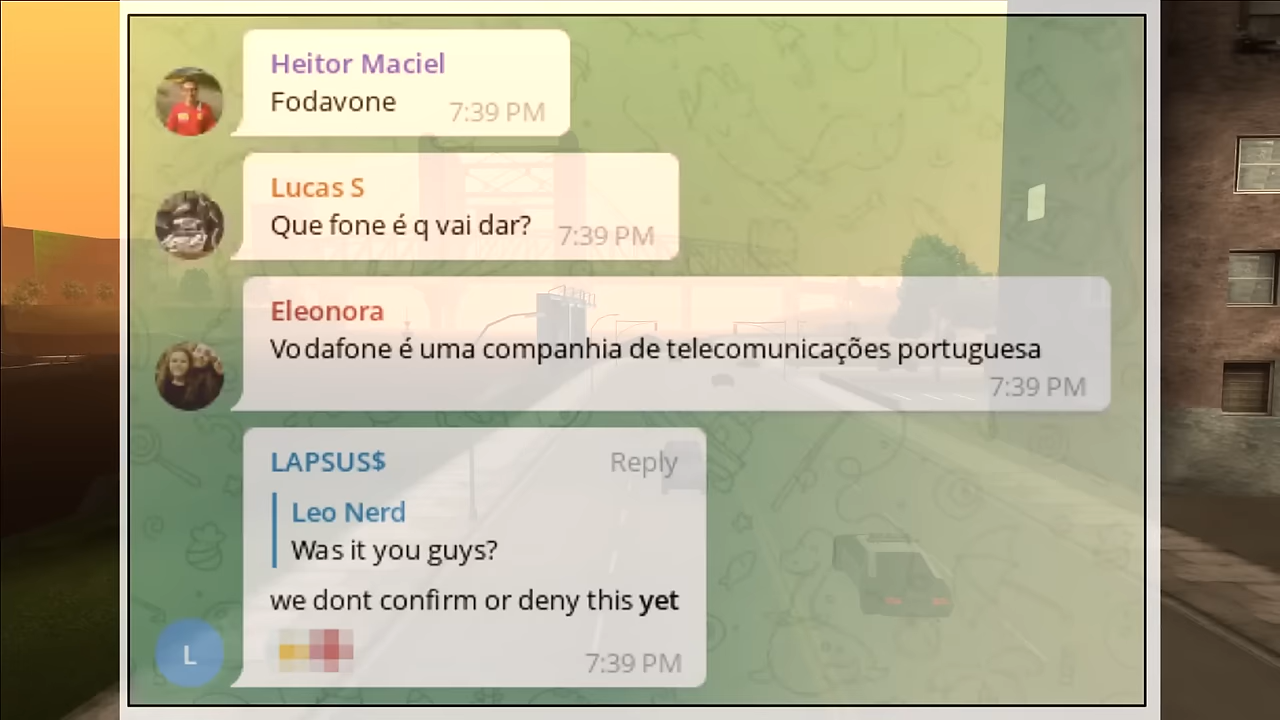 Heitor Maciel
Fodavone
7:39 PM
Lucas S
Que fone é q vai dar?
7:39 PM
Eleonora
Vodafone é uma companhia de telecomunicações portuguesa
7:39 PM
LAPSUS$ Reply
Leo Nerd
Was it you guys?
we dont confirm or deny this yet
L
7:39 PM